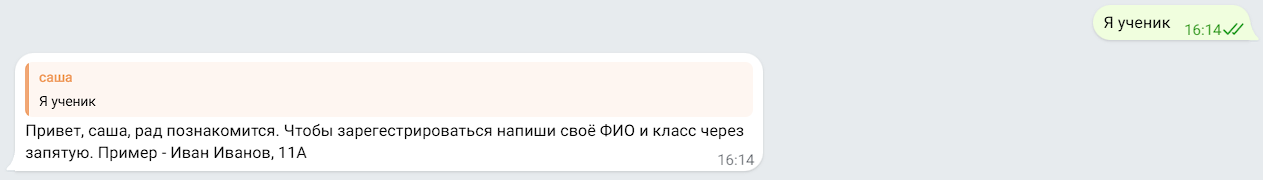 Я ученик
16:14
саша
Я ученик
Привет, саша, рад познакомится. Чтобы зарегестрироваться напиши своё ФИО и класс через
запятую. Пример - Иван Иванов, 11А
16:14